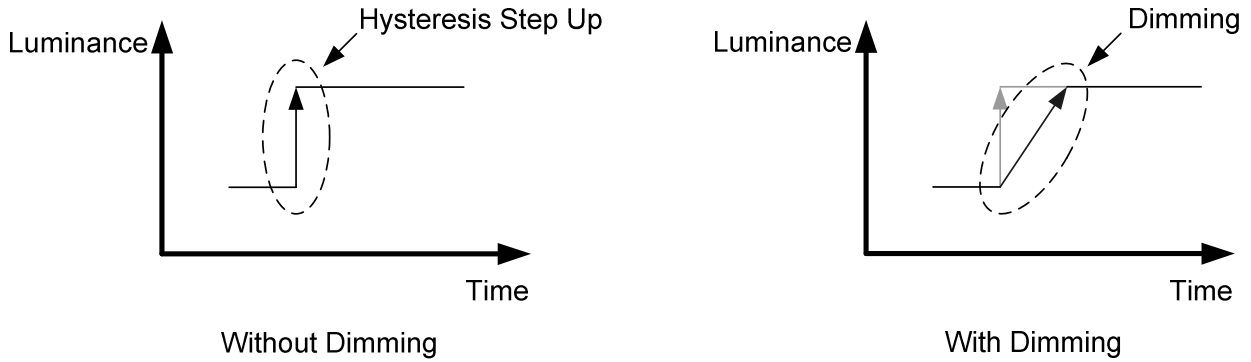 Hysteresis Step Up
Luminance
Time
Without Dimming
Dimming
Luminance
Time
With Dimming